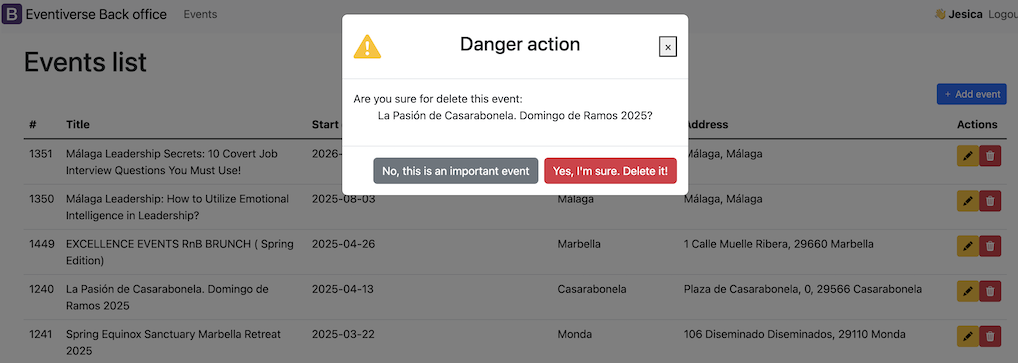 B Eventiverse Back office Events 👋 Jesica Logou
Events list
Danger action
x
Are you sure for delete this event:
La Pasión de Casarabonela. Domingo de Ramos 2025?
No, this is an important event Yes, I'm sure. Delete it!
+ Add event
# Title Start Address Actions
1351 Málaga Leadership Secrets: 10 Covert Job 2026- Málaga, Málaga
Interview Questions You Must Use!
1350 Málaga Leadership: How to Utilize Emotional 2025-08-03 Málaga Málaga, Málaga
Intelligence in Leadership?
1449 EXCELLENCE EVENTS RnB BRUNCH ( Spring 2025-04-26 Marbella 1 Calle Muelle Ribera, 29660 Marbella
Edition)
1240 La Pasión de Casarabonela. Domingo de 2025-04-13 Casarabonela Plaza de Casarabonela, 0, 29566 Casarabonela
Ramos 2025
1241 Spring Equinox Sanctuary Marbella Retreat 2025-03-22 Monda 106 Diseminado Diseminados, 29110 Monda
2025